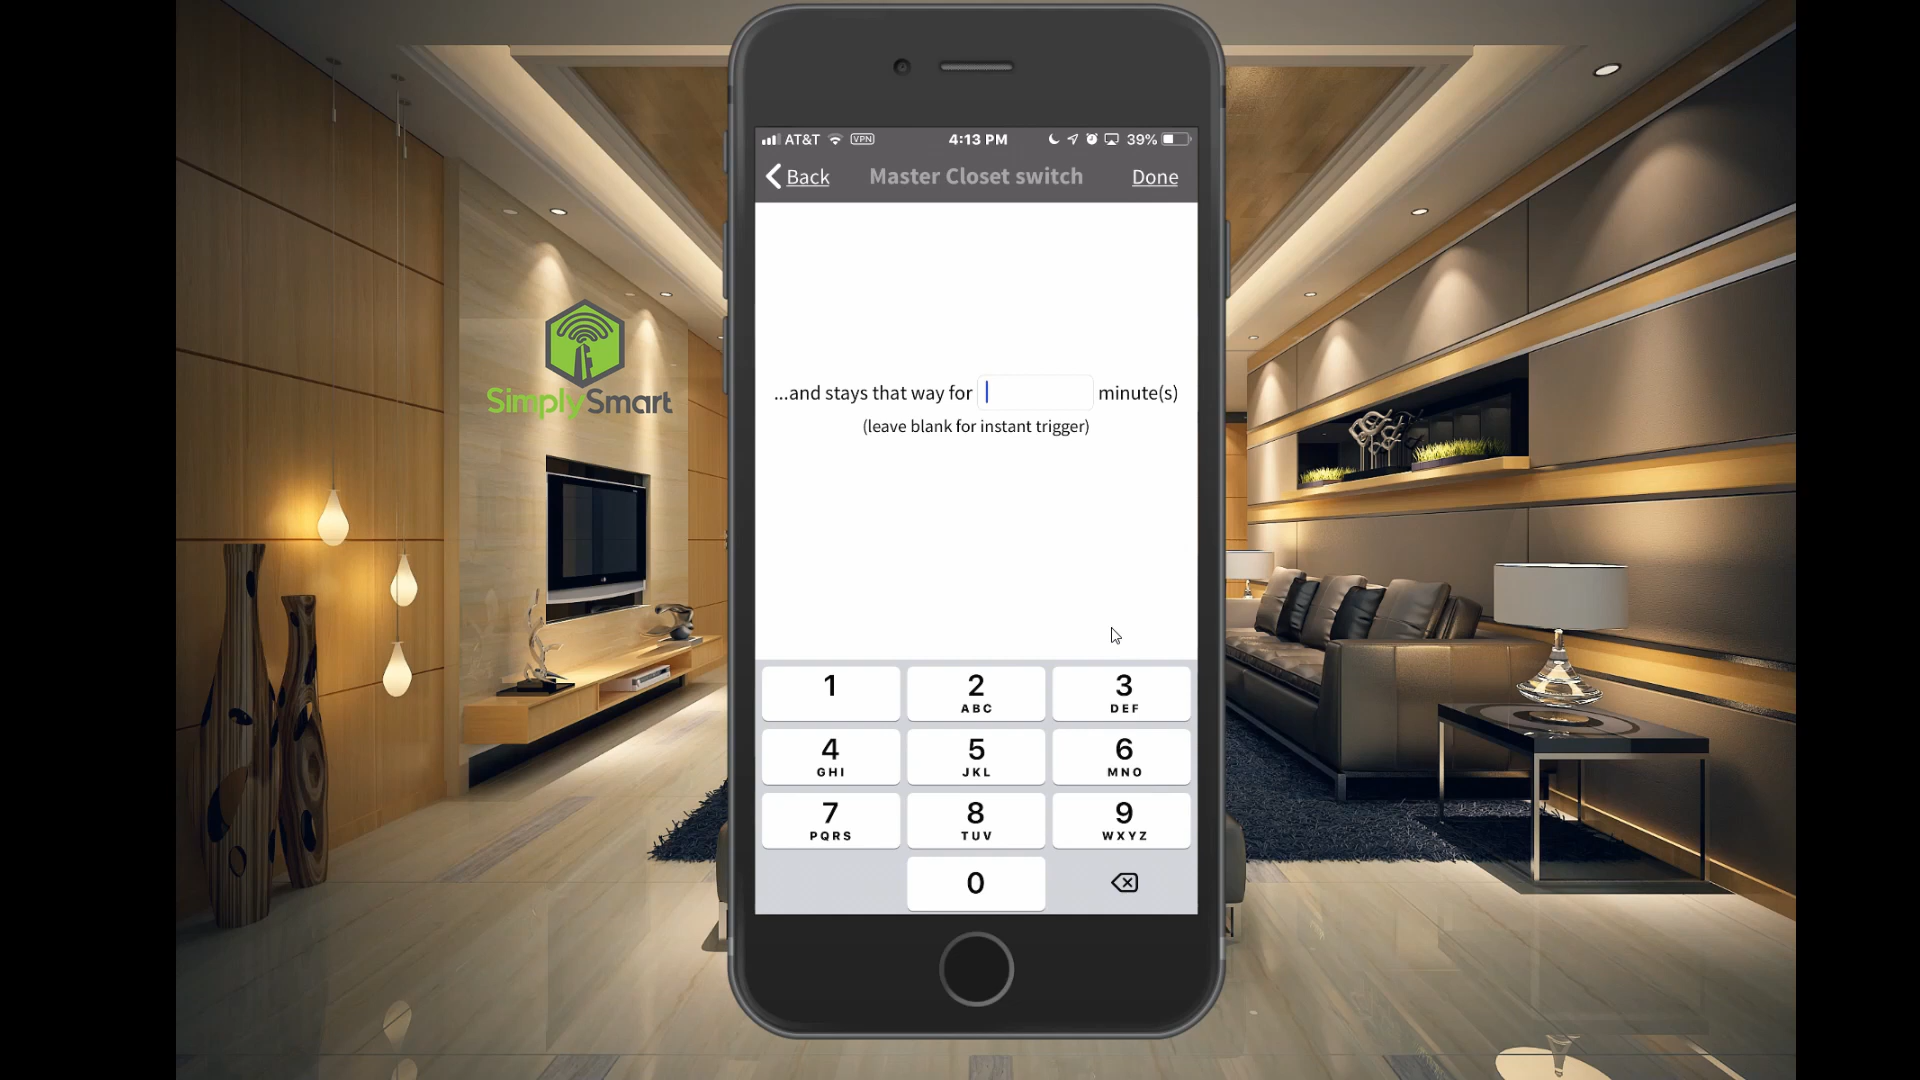 AT&T VPN 4:13 PM 39%
Back Master Closet switch Done
SimplySmart
...and stays that way for minute(s)
(leave blank for instant trigger)
1 2 3
ABC DEF
4 5 6
GHI JKL MNO
7 8 9
PQRS TUV WXYZ
0